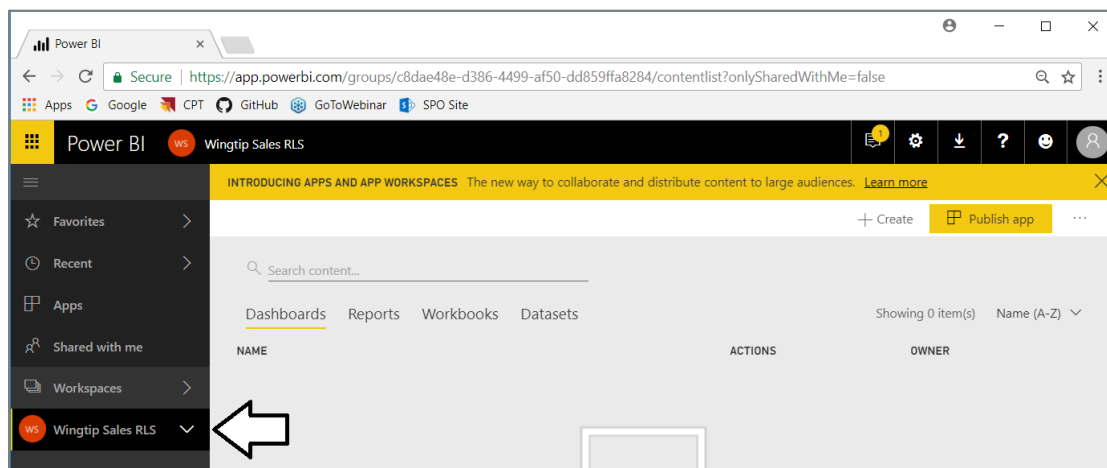 Power BI
Secure https://app.powerbi.com/groups/c8dae48e-d386-4499-af50-dd859ffa8284/contentlist?onlySharedWithMe=false
Apps G Google CPT GitHub GoToWebinar SPO Site
Power BI WS Wingtip Sales RLS 1 ?
INTRODUCING APPS AND APP WORKSPACES The new way to collaborate and distribute content to large audiences. Learn more
+ Create Publish app ...
Favorites
Recent
Search content...
Apps
Dashboards Reports Workbooks Datasets Showing 0 item(s) Name (A-Z)
Shared with me
NAME ACTIONS OWNER
Workspaces
WS Wingtip Sales RLS